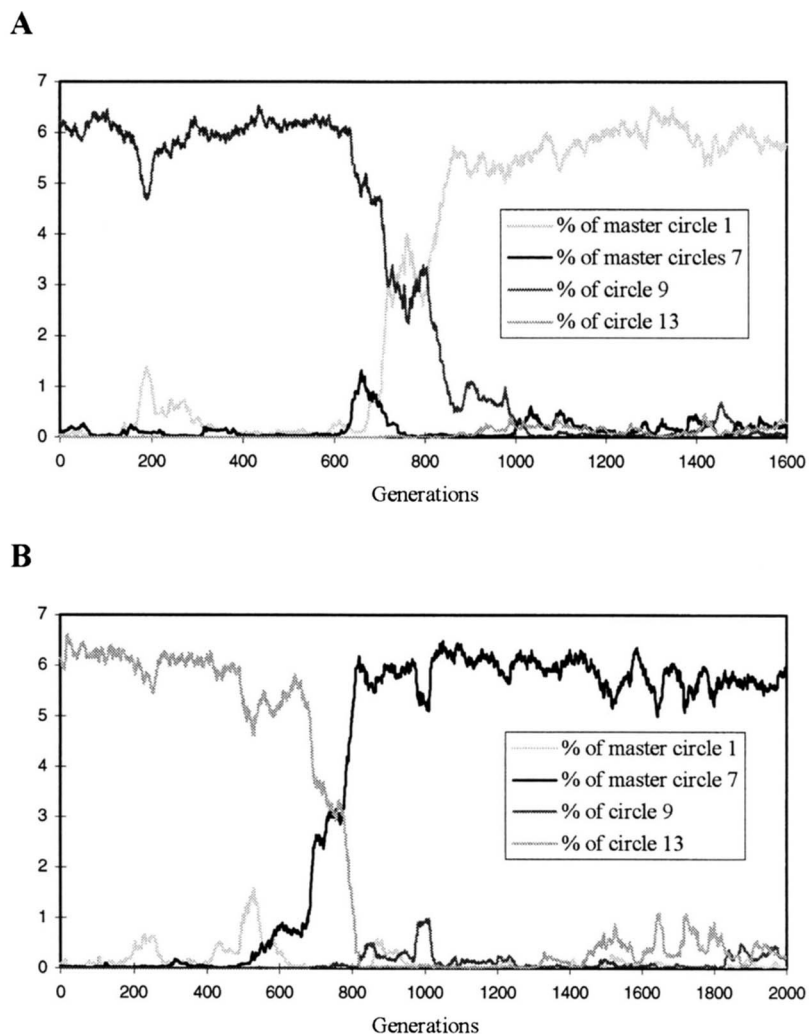 A
7
6
5
4
3
2
1
0
% of master circle 1
% of master circles 7
% of circle 9
% of circle 13
0 200 400 600 800 1000 1200 1400 1600
Generations
B
7
6
5
4
3
2
1
0
% of master circle 1
% of master circle 7
% of circle 9
% of circle 13
0 200 400 600 800 1000 1200 1400 1600 1800 2000
Generations